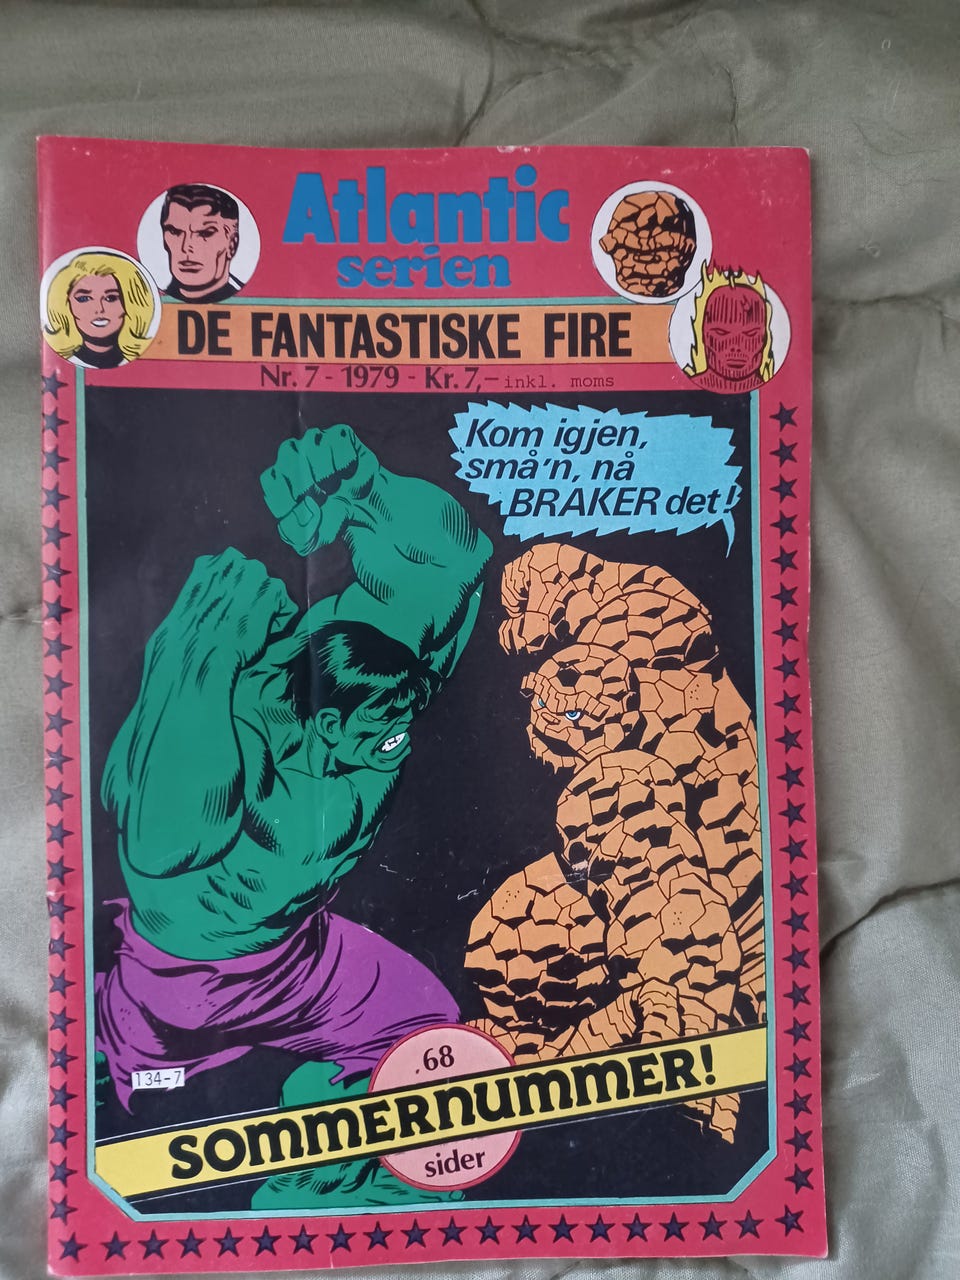 Atlantic
serien
DE FANTASTISKE FIRE
Nr. 7 - 1979 - Kr. 7,- inkl. moms
Kom igjen,
små'n, nå
BRAKER det!
134-7
68
SOMMERNUMMER!
sider